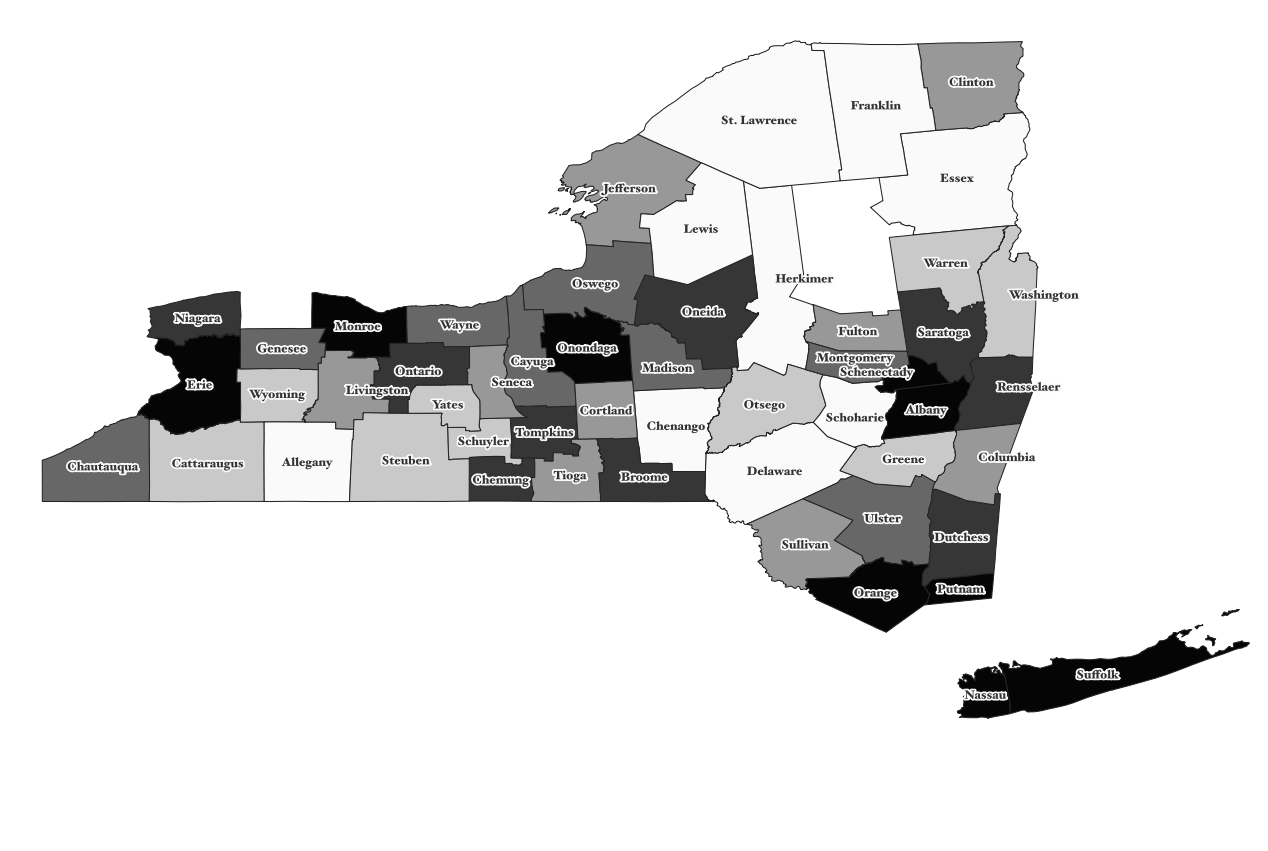 Clinton
Franklin
St. Lawrence
Essex
Jefferson
Lewis
Warren
Herkimer
Oswego
Washington
Oneida
Niagara
Monroe
Wayne
Fulton
Saratoga
Genesee
Onondaga
Cayuga
Montgomery
Madison
Ontario
Schenectady
Seneca
Erie
Rensselaer
Livingston
Wyoming
Yates
Otsego
Cortland
Albany
Schoharie
Chenango
Tompkins
Schuyler
Columbia
Greene
Steuben
Allegany
Cattaraugus
Chautauqua
Delaware
Tioga
Broome
Chemung
Ulster
Dutchess
Sullivan
Putnam
Orange
Suffolk
Nassau